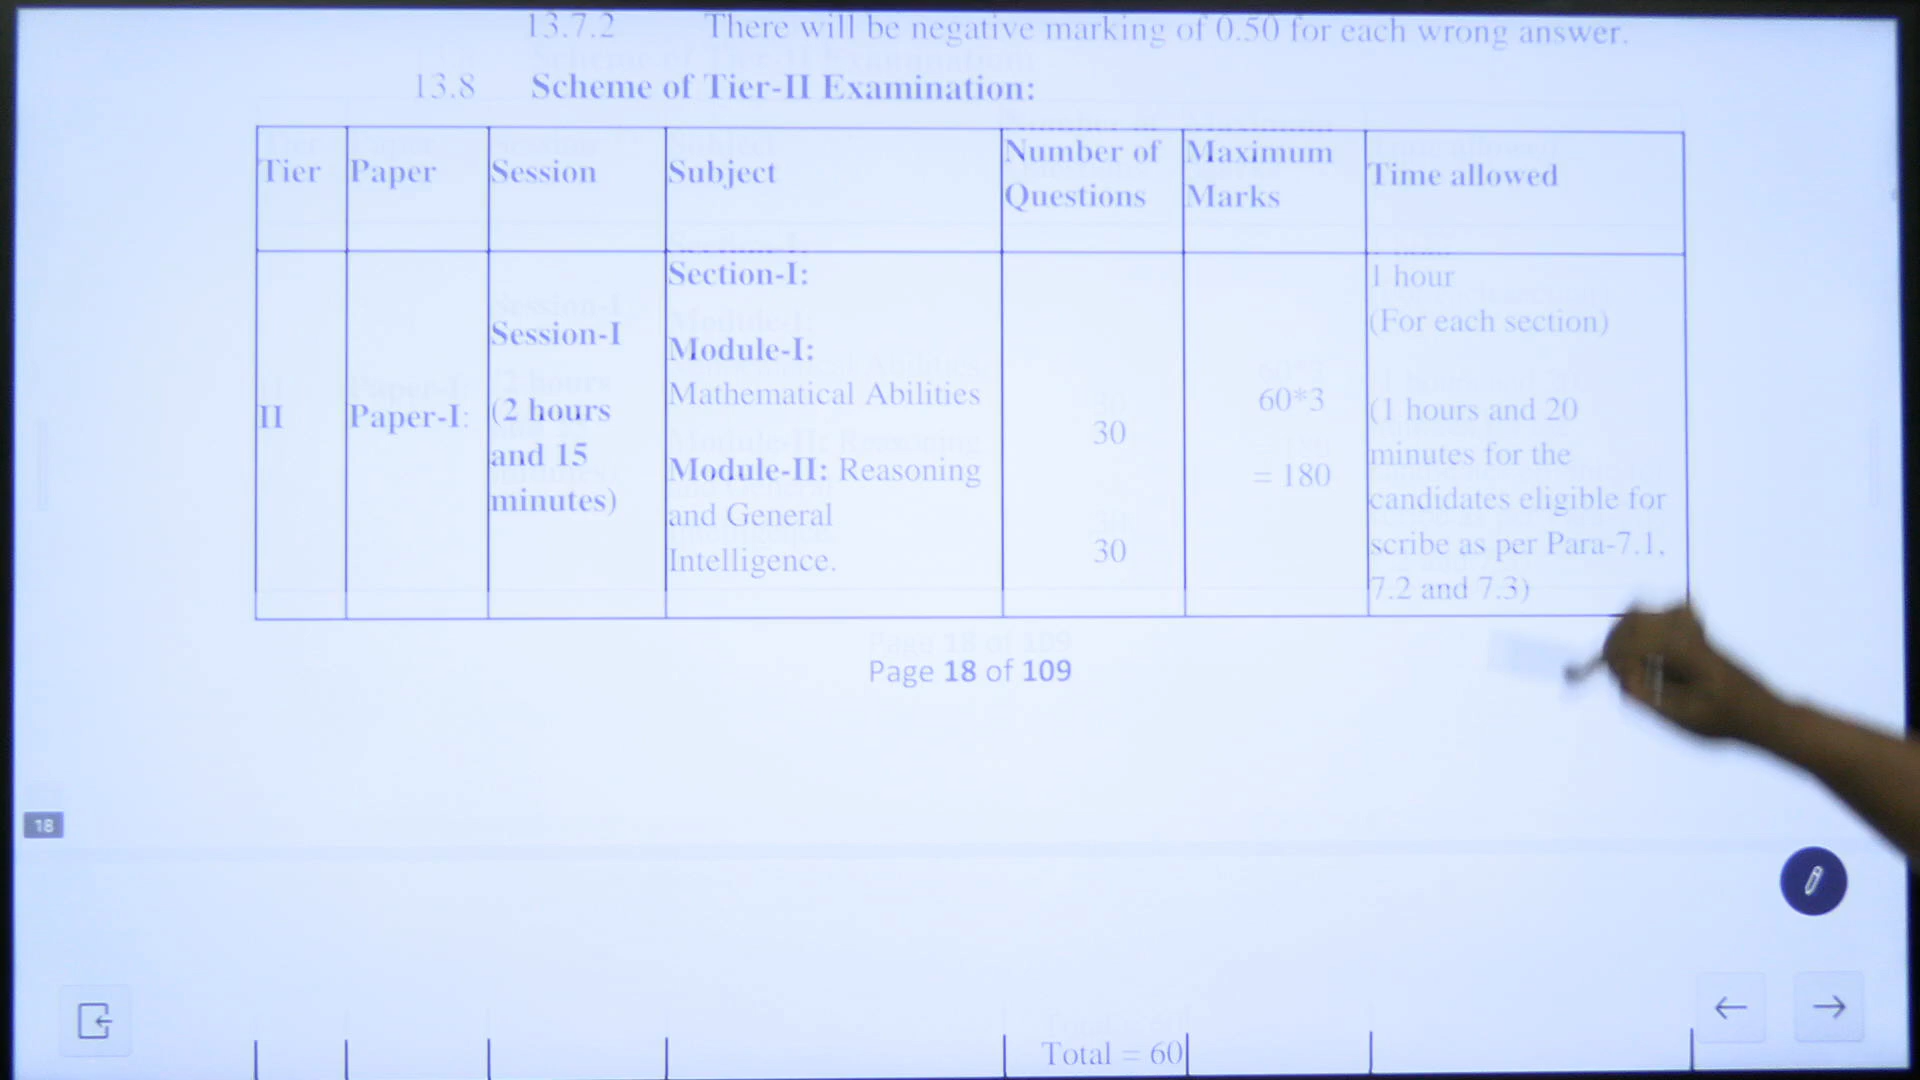 13.7.2 There will be negative marking of 0.50 for each wrong answer.
13.8 Scheme of Tier-II Examination:
Tier
Paper
Session
Subject
Number of
Questions
Maximum
Marks
Time allowed
II
Paper-I:
Session-I
(2 hours
and 15
minutes)
Section-I:
Module-I:
Mathematical Abilities
Module-II: Reasoning
and General
Intelligence.
30
30
60*3
= 180
1 hour
(For each section)
(1 hours and 20
minutes for the
candidates eligible for
scribe as per Para-7.1,
7.2 and 7.3)
Page 18 of 109
18
Total = 60